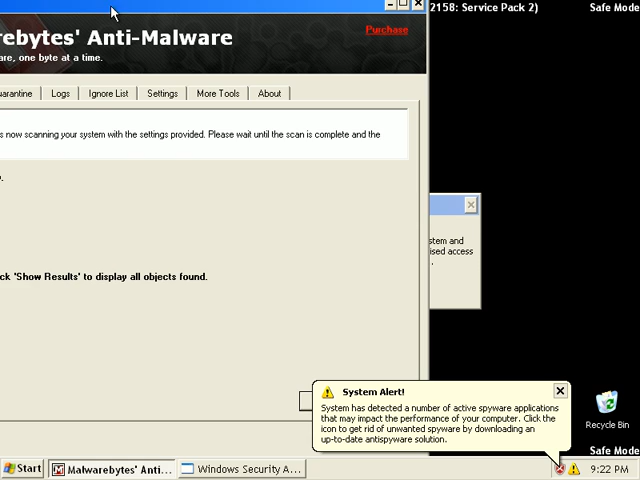 2158: Service Pack 2)
Safe Mode
rebytes' Anti-Malware
Purchase
are, one byte at a time.
uarantine
Logs
Ignore List
Settings
More Tools
About
s now scanning your system with the settings provided. Please wait until the scan is complete and the
stem and
ised access
ck 'Show Results' to display all objects found.
System Alert!
System has detected a number of active spyware applications
that may impact the performance of your computer. Click the
icon to get rid of unwanted spyware by downloading an
up-to-date antispyware solution.
Recycle Bin
Safe Mode
Start
Malwarebytes' Anti...
Windows Security A...
9:22 PM